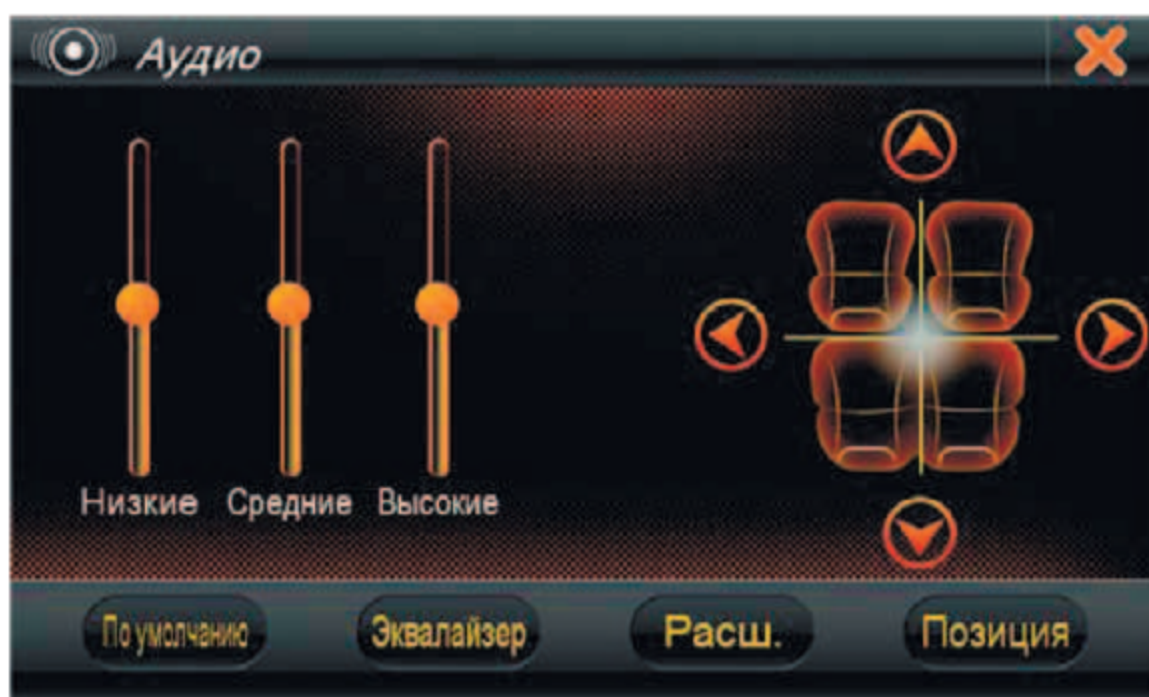 Аудио
Низкие Средние Высокие
По умолчанию Эквалайзер Расш. Позиция